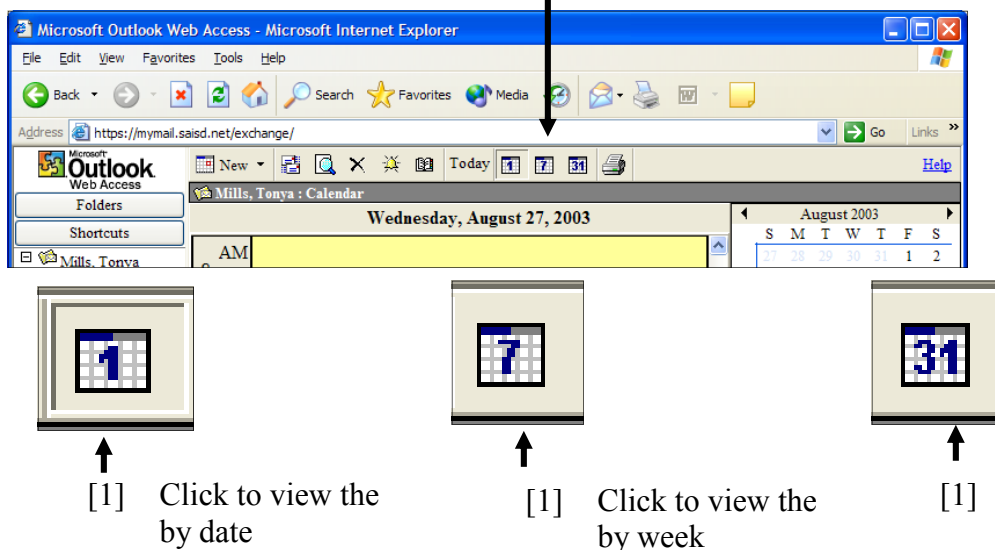 Microsoft Outlook Web Access - Microsoft Internet Explorer
File Edit View Favorites Tools Help
Back Search Favorites Media
Address https://mymail.saisd.net/exchange/ Go Links »
Microsoft Outlook Web Access
New Today 1 7 31 Help
Mills, Tonya : Calendar
Folders
Wednesday, August 27, 2003
August 2003
Shortcuts
S M T W T F S
Mills, Tonya
AM
27 28 29 30 31 1 2
1
7
31
[1] Click to view the
by date
[1] Click to view the
by week
[1]